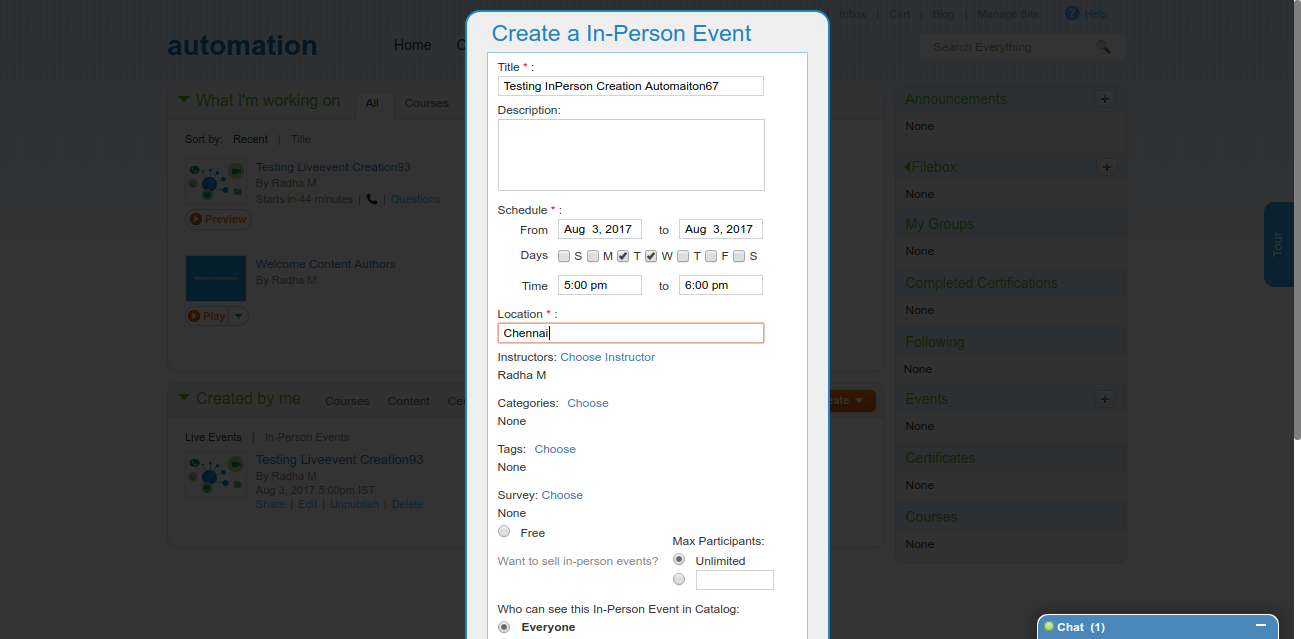 Inbox | Cart | Blog | Manage Site ? Help
automation
Home
Search Everything
Create a In-Person Event
Title * :
Testing InPerson Creation Automaiton67
Description:
Schedule * :
From Aug 3, 2017 to Aug 3, 2017
Days S M T W T F S
Time 5:00 pm to 6:00 pm
Location * :
Chennai
Instructors: Choose Instructor
Radha M
Categories: Choose
None
Tags: Choose
None
Survey: Choose
None
Free
Want to sell in-person events?
Max Participants:
Unlimited
Who can see this In-Person Event in Catalog:
Everyone
What I'm working on All Courses
Sort by: Recent | Title
Testing Liveevent Creation93
By Radha M
Starts in 44 minutes | | Questions
Preview
Welcome Content Authors
By Radha M
Play
Created by me Courses Content
Live Events | In-Person Events
Testing Liveevent Creation93
By Radha M
Aug 3, 2017 5:00pm IST
Share | Edit | Unpublish | Delete
Announcements +
None
Filebox +
None
My Groups
None
Completed Certifications
None
Following
None
Events +
None
Certificates
None
Courses
None
Tour
Chat (1)